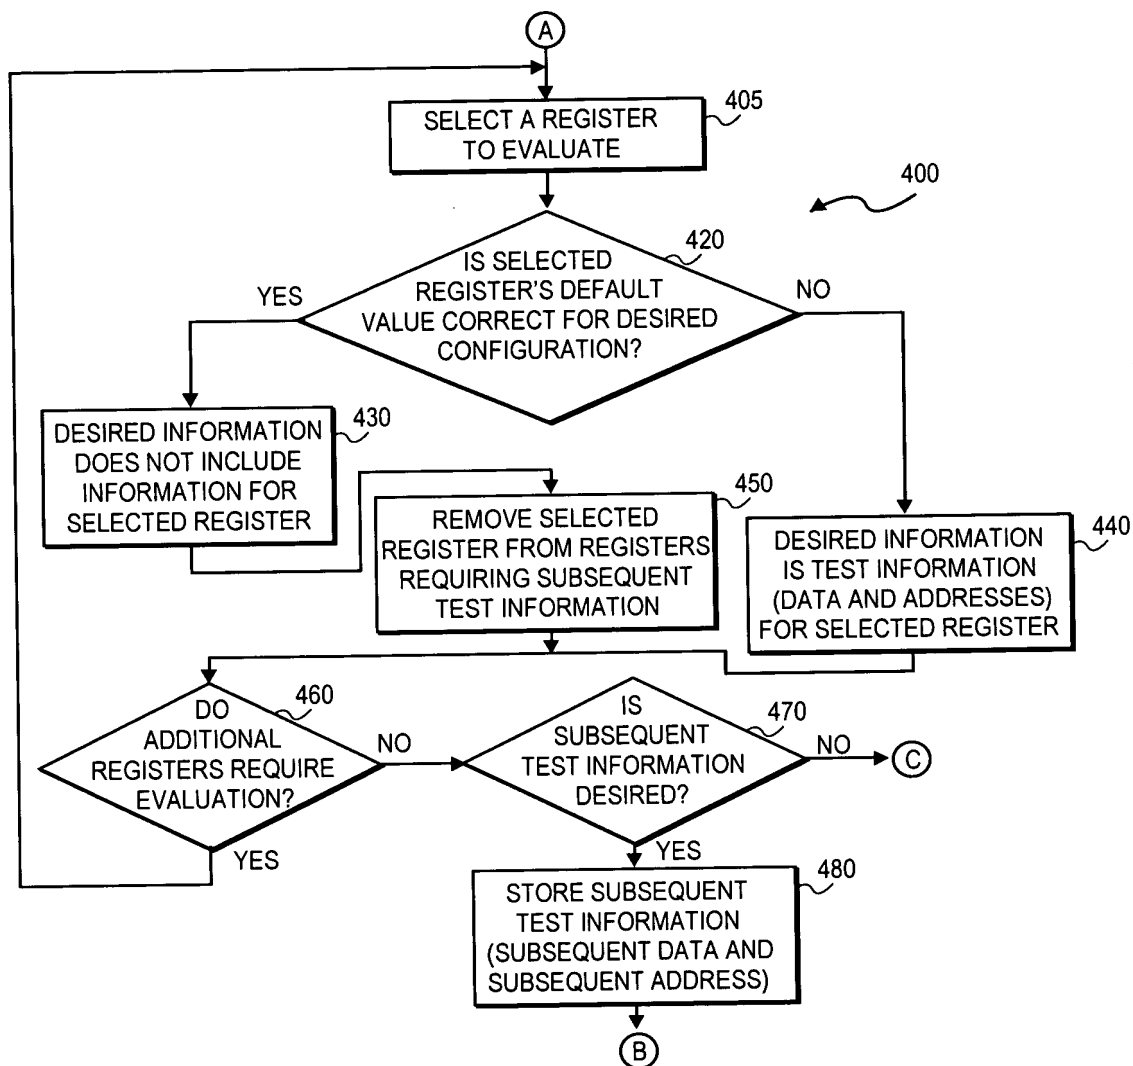 A
SELECT A REGISTER
TO EVALUATE
405
400
IS SELECTED
REGISTER'S DEFAULT
VALUE CORRECT FOR DESIRED
CONFIGURATION?
420
YES
NO
DESIRED INFORMATION
DOES NOT INCLUDE
INFORMATION FOR
SELECTED REGISTER
430
REMOVE SELECTED
REGISTER FROM REGISTERS
REQUIRING SUBSEQUENT
TEST INFORMATION
450
DESIRED INFORMATION
IS TEST INFORMATION
(DATA AND ADDRESSES)
FOR SELECTED REGISTER
440
DO
ADDITIONAL
REGISTERS REQUIRE
EVALUATION?
460
NO
YES
IS
SUBSEQUENT
TEST INFORMATION
DESIRED?
470
NO
C
YES
STORE SUBSEQUENT
TEST INFORMATION
(SUBSEQUENT DATA AND
SUBSEQUENT ADDRESS)
480
B